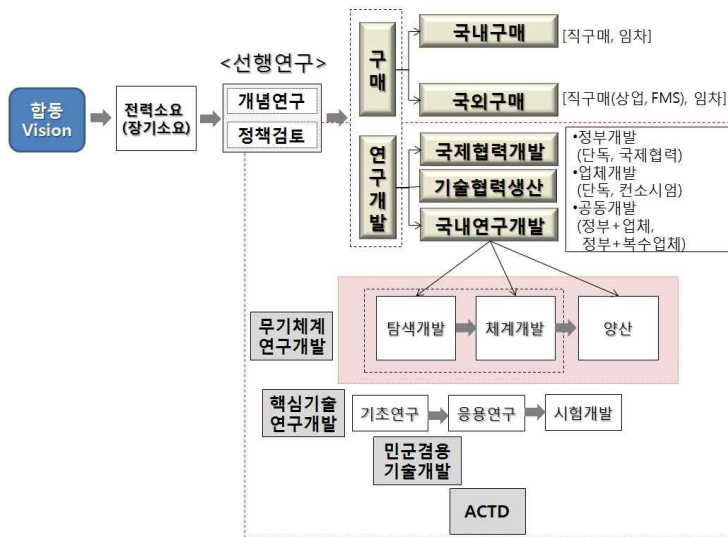 합동
Vision
전력소요
(장기소요)
<선행연구>
개념연구
정책검토
구
매
국내구매
[직구매, 임차]
국외구매
[직구매(상업, FMS), 임차]
연
구
개
발
국제협력개발
기술협력생산
국내연구개발
•정부개발
(단독, 국제협력)
•업체개발
(단독, 컨소시엄)
•공동개발
(정부+업체,
정부+복수업체)
무기체계
연구개발
탐색개발
체계개발
양산
핵심기술
연구개발
기초연구
응용연구
시험개발
민군겸용
기술개발
ACTD